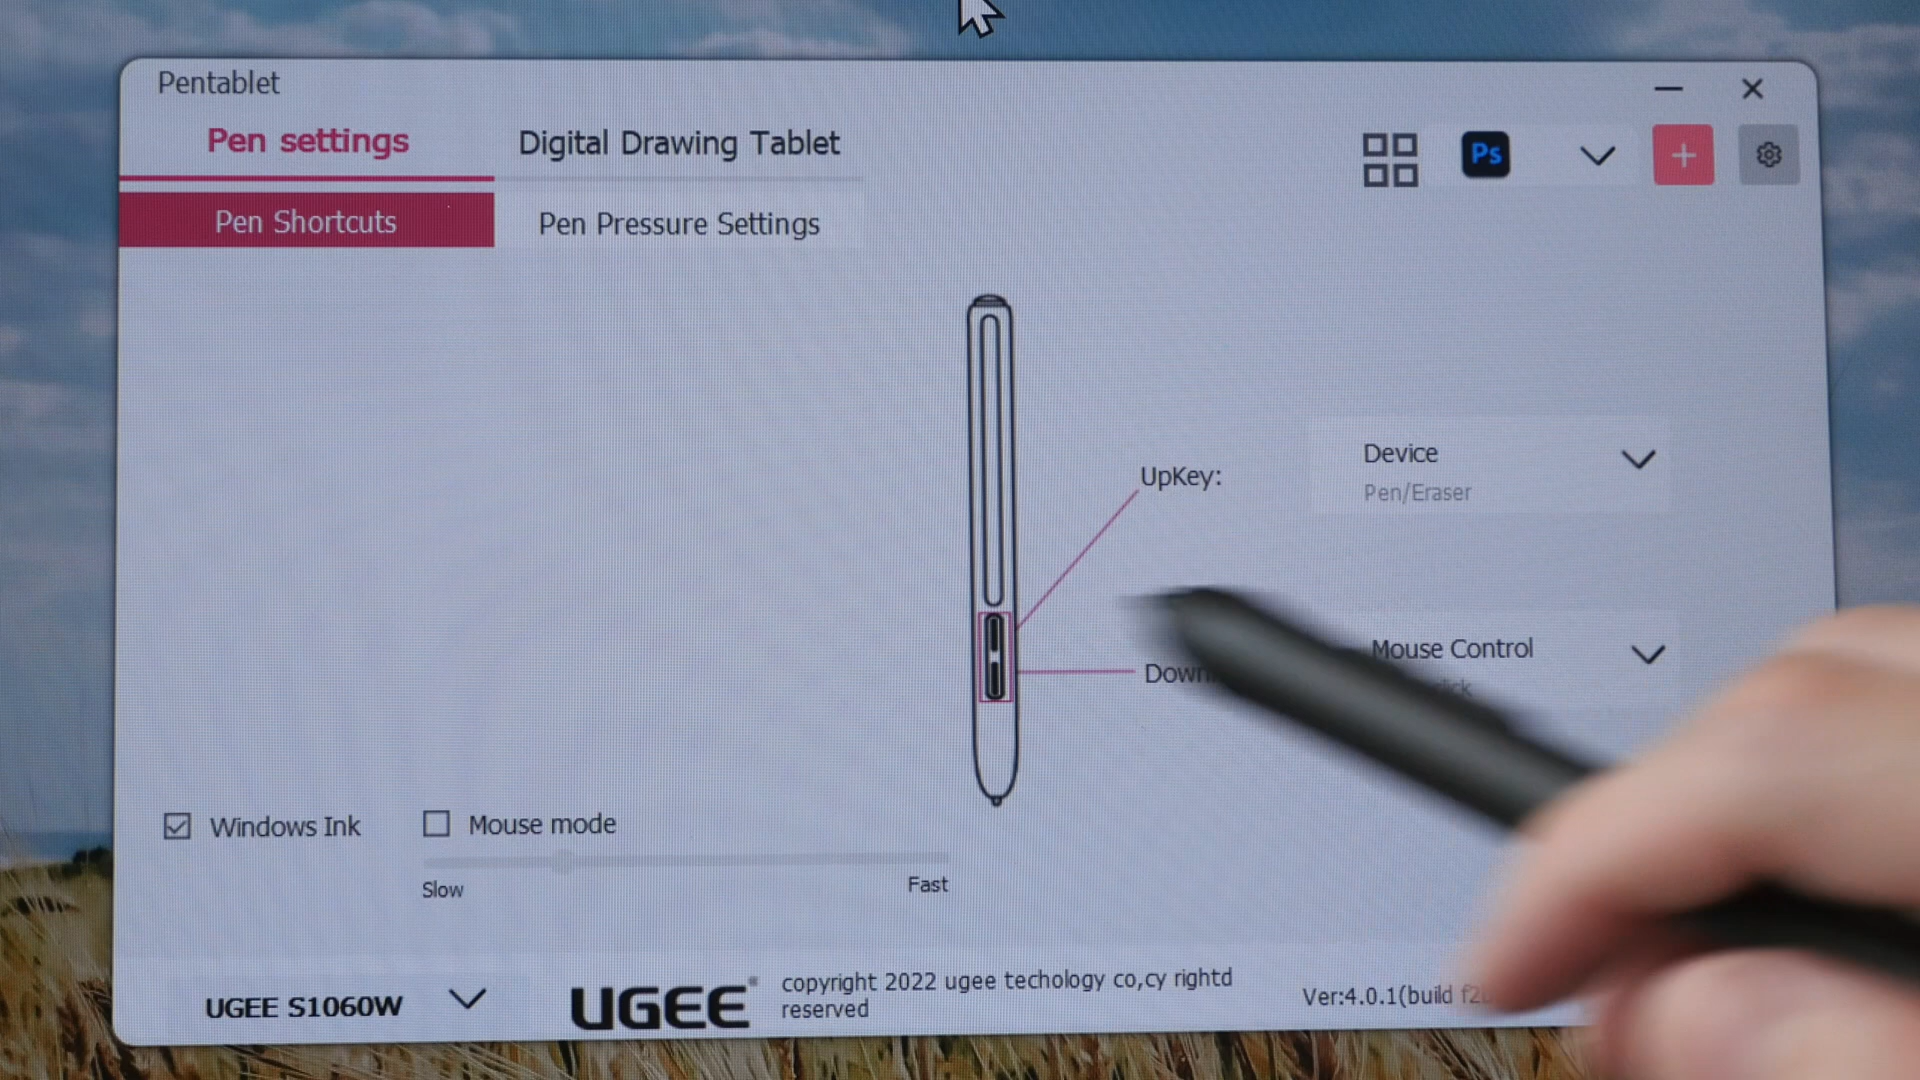 Pentablet
Pen settings Digital Drawing Tablet
Ps
Pen Shortcuts Pen Pressure Settings
Device
UpKey:
Pen/Eraser
Mouse Control
Windows Ink Mouse mode
Slow Fast
UGEE S1060W
UGEE
copyright 2022 ugee techology co,cy rightd
reserved
Ver:4.0.1(build